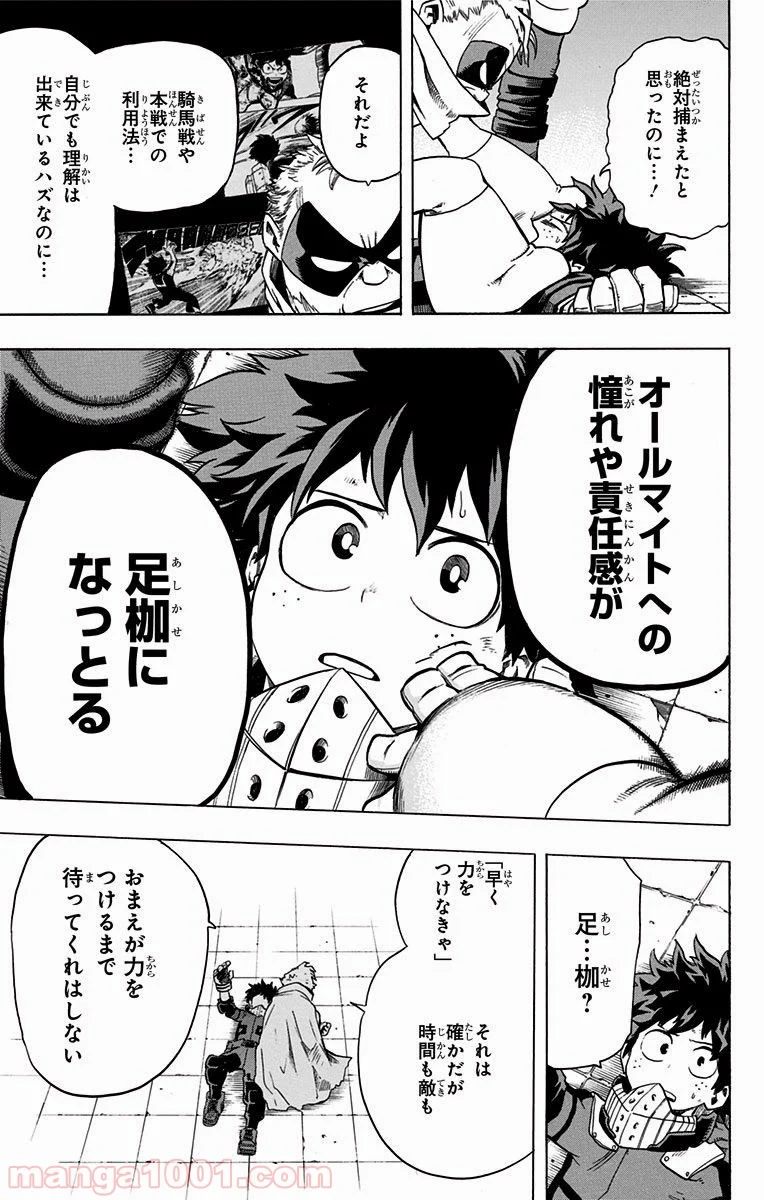 絶対捕まえたと
思ったのに…!
それだよ
騎馬戦や
本戦での
利用法…
自分でも理解は
出来ているハズなのに…
オールマイトへの
憧れや責任感が
足枷に
なっとる
足…枷?
「早く
力を
つけなきゃ」
それは
確かだが
時間も敵も
おまえが力を
つけるまで
待ってくれはしない
manga1001.com